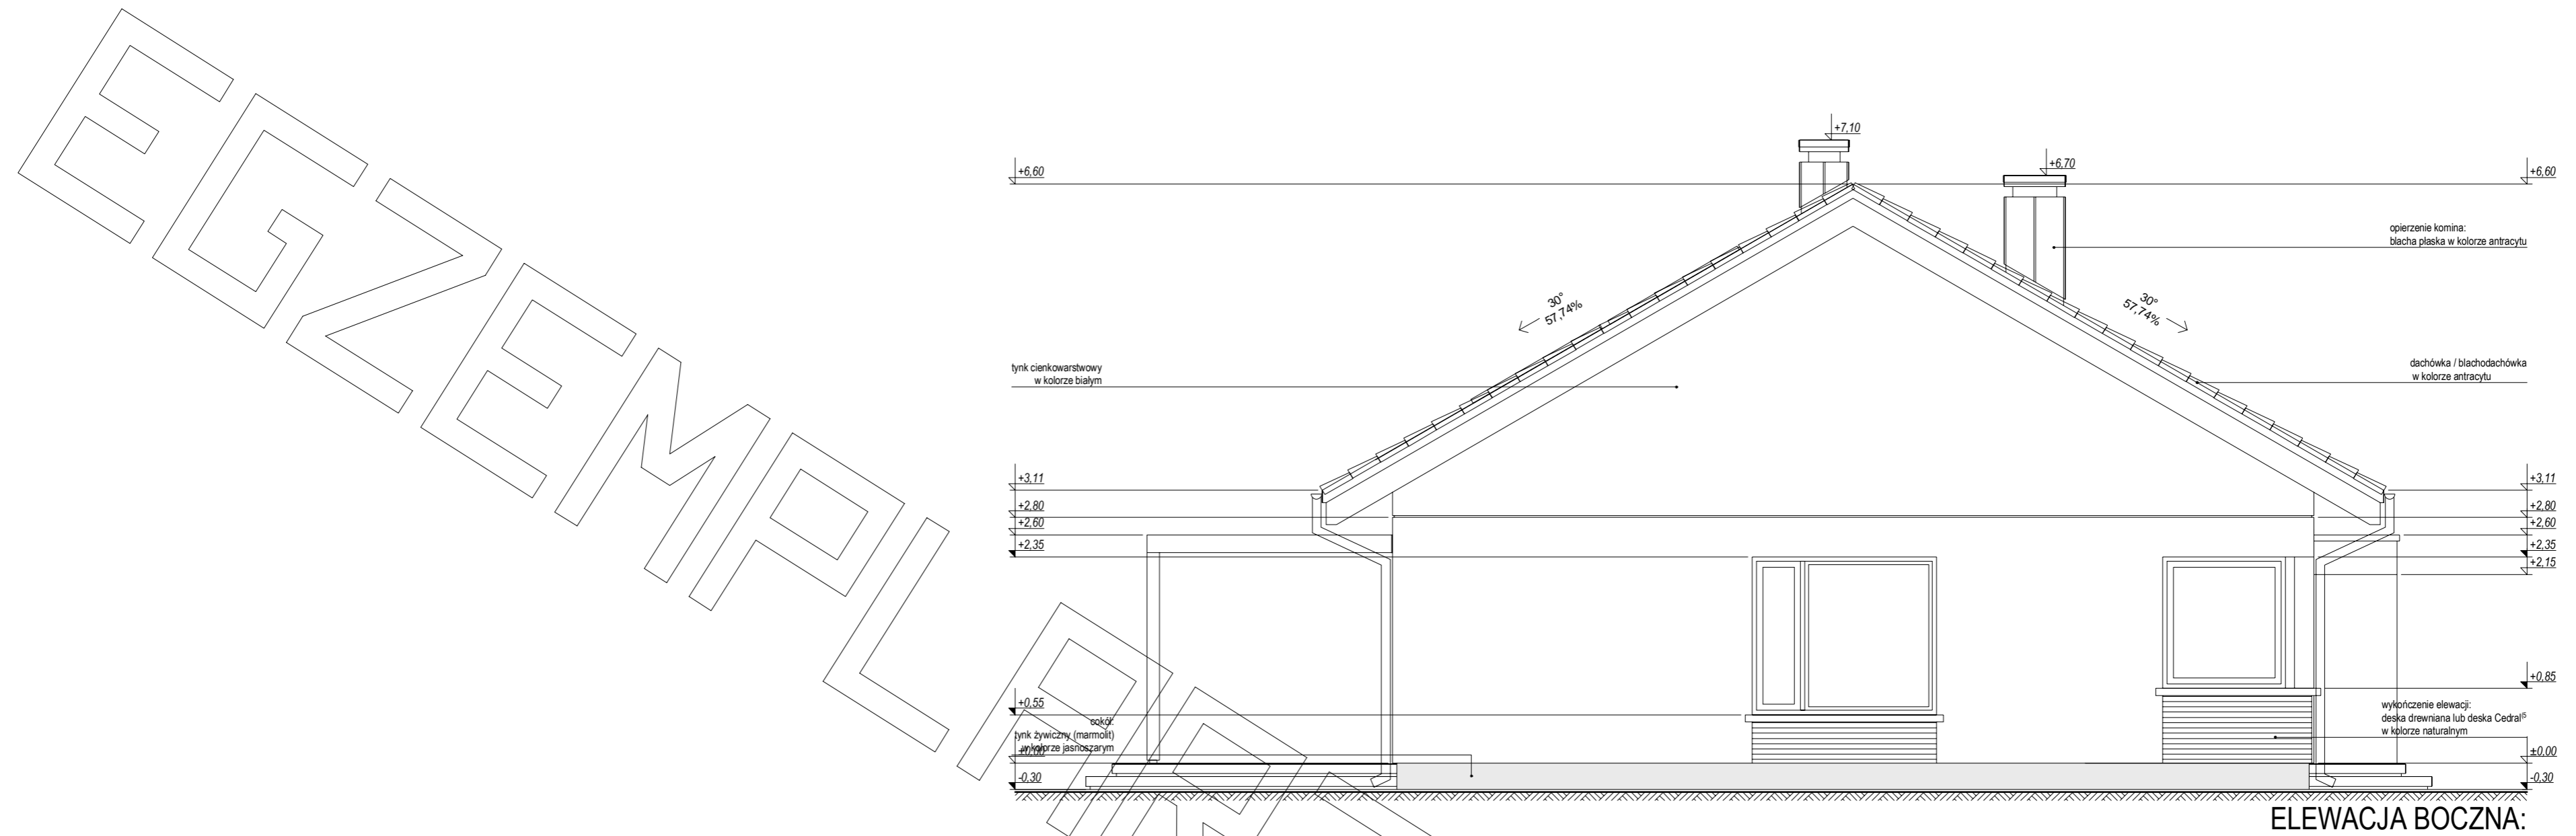 EGZEMPLARZ
+7,10
+6,70
+6,60
+6,60
opierzenie komina:
blacha płaska w kolorze antracytu
30°
57,74%
30°
57,74%
tynk cienkowarstwowy
w kolorze białym
dachówka / blachodachówka
w kolorze antracytu
+3,11
+2,80
+2,60
+2,35
+3,11
+2,80
+2,60
+2,35
+2,15
+0,85
+0,55
cokół:
tynk żywiczny (marmolit)
w kolorze jasnoszarym
±0,00
-0,30
wykończenie elewacji:
deska drewniana lub deska Cedral
w kolorze naturalnym
±0,00
-0,30
ELEWACJA BOCZNA: